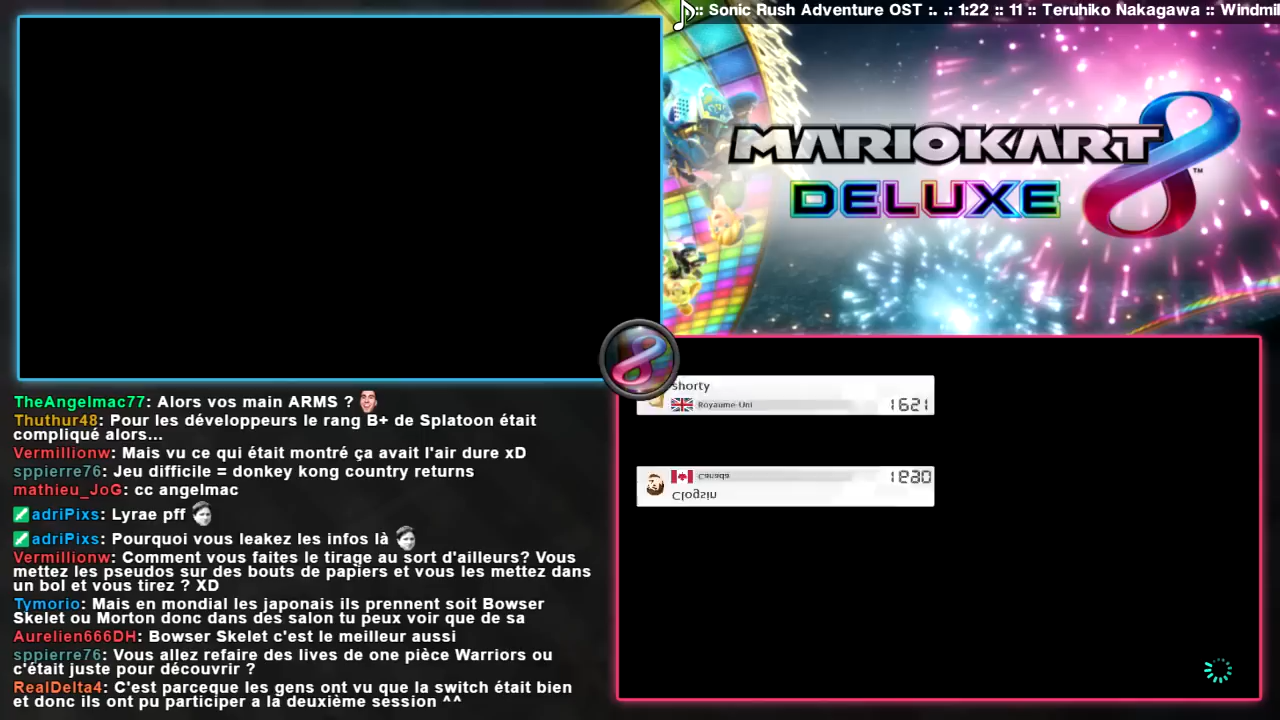 :: Sonic Rush Adventure OST :. .: 1:22 :: 11 :: Teruhiko Nakagawa :: Windmil
MARIOKART 8
DELUXE
TM
shorty
Royaume-Uni 1621
Canada
Clogsin
TheAngelmac77: Alors vos main ARMS ?
Thuthur48: Pour les développeurs le rang B+ de Splatoon était
compliqué alors...
Vermillionw: Mais vu ce qui était montré ça avait l'air dure xD
sppierre76: Jeu difficile = donkey kong country returns
mathieu_JoG: cc angelmac
adriPixs: Lyrae pff
adriPixs: Pourquoi vous leakez les infos là
Vermillionw: Comment vous faites le tirage au sort d'ailleurs? Vous
mettez les pseudos sur des bouts de papiers et vous les mettez dans
un bol et vous tirez ? XD
Tymorio: Mais en mondial les japonais ils prennent soit Bowser
Skelet ou Morton donc dans des salon tu peux voir que de sa
Aurelien666DH: Bowser Skelet c'est le meilleur aussi
sppierre76: Vous allez refaire des lives de one pièce Warriors ou
c'était juste pour découvrir ?
RealDelta4: C'est parceque les gens ont vu que la switch était bien
et donc ils ont pu participer a la deuxième session ^^